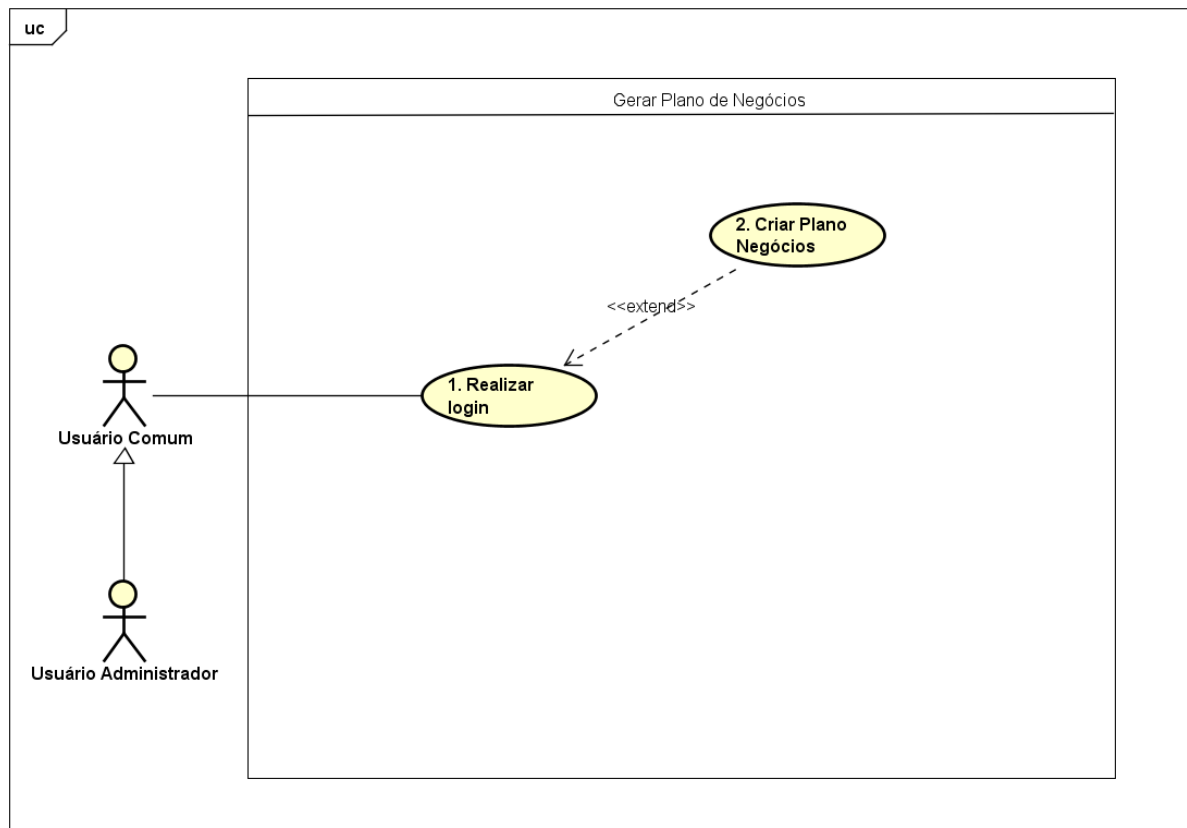 uc
Gerar Plano de Negócios
2. Criar Plano
Negócios
<<extend>>
1. Realizar
login
Usuário Comum
Usuário Administrador